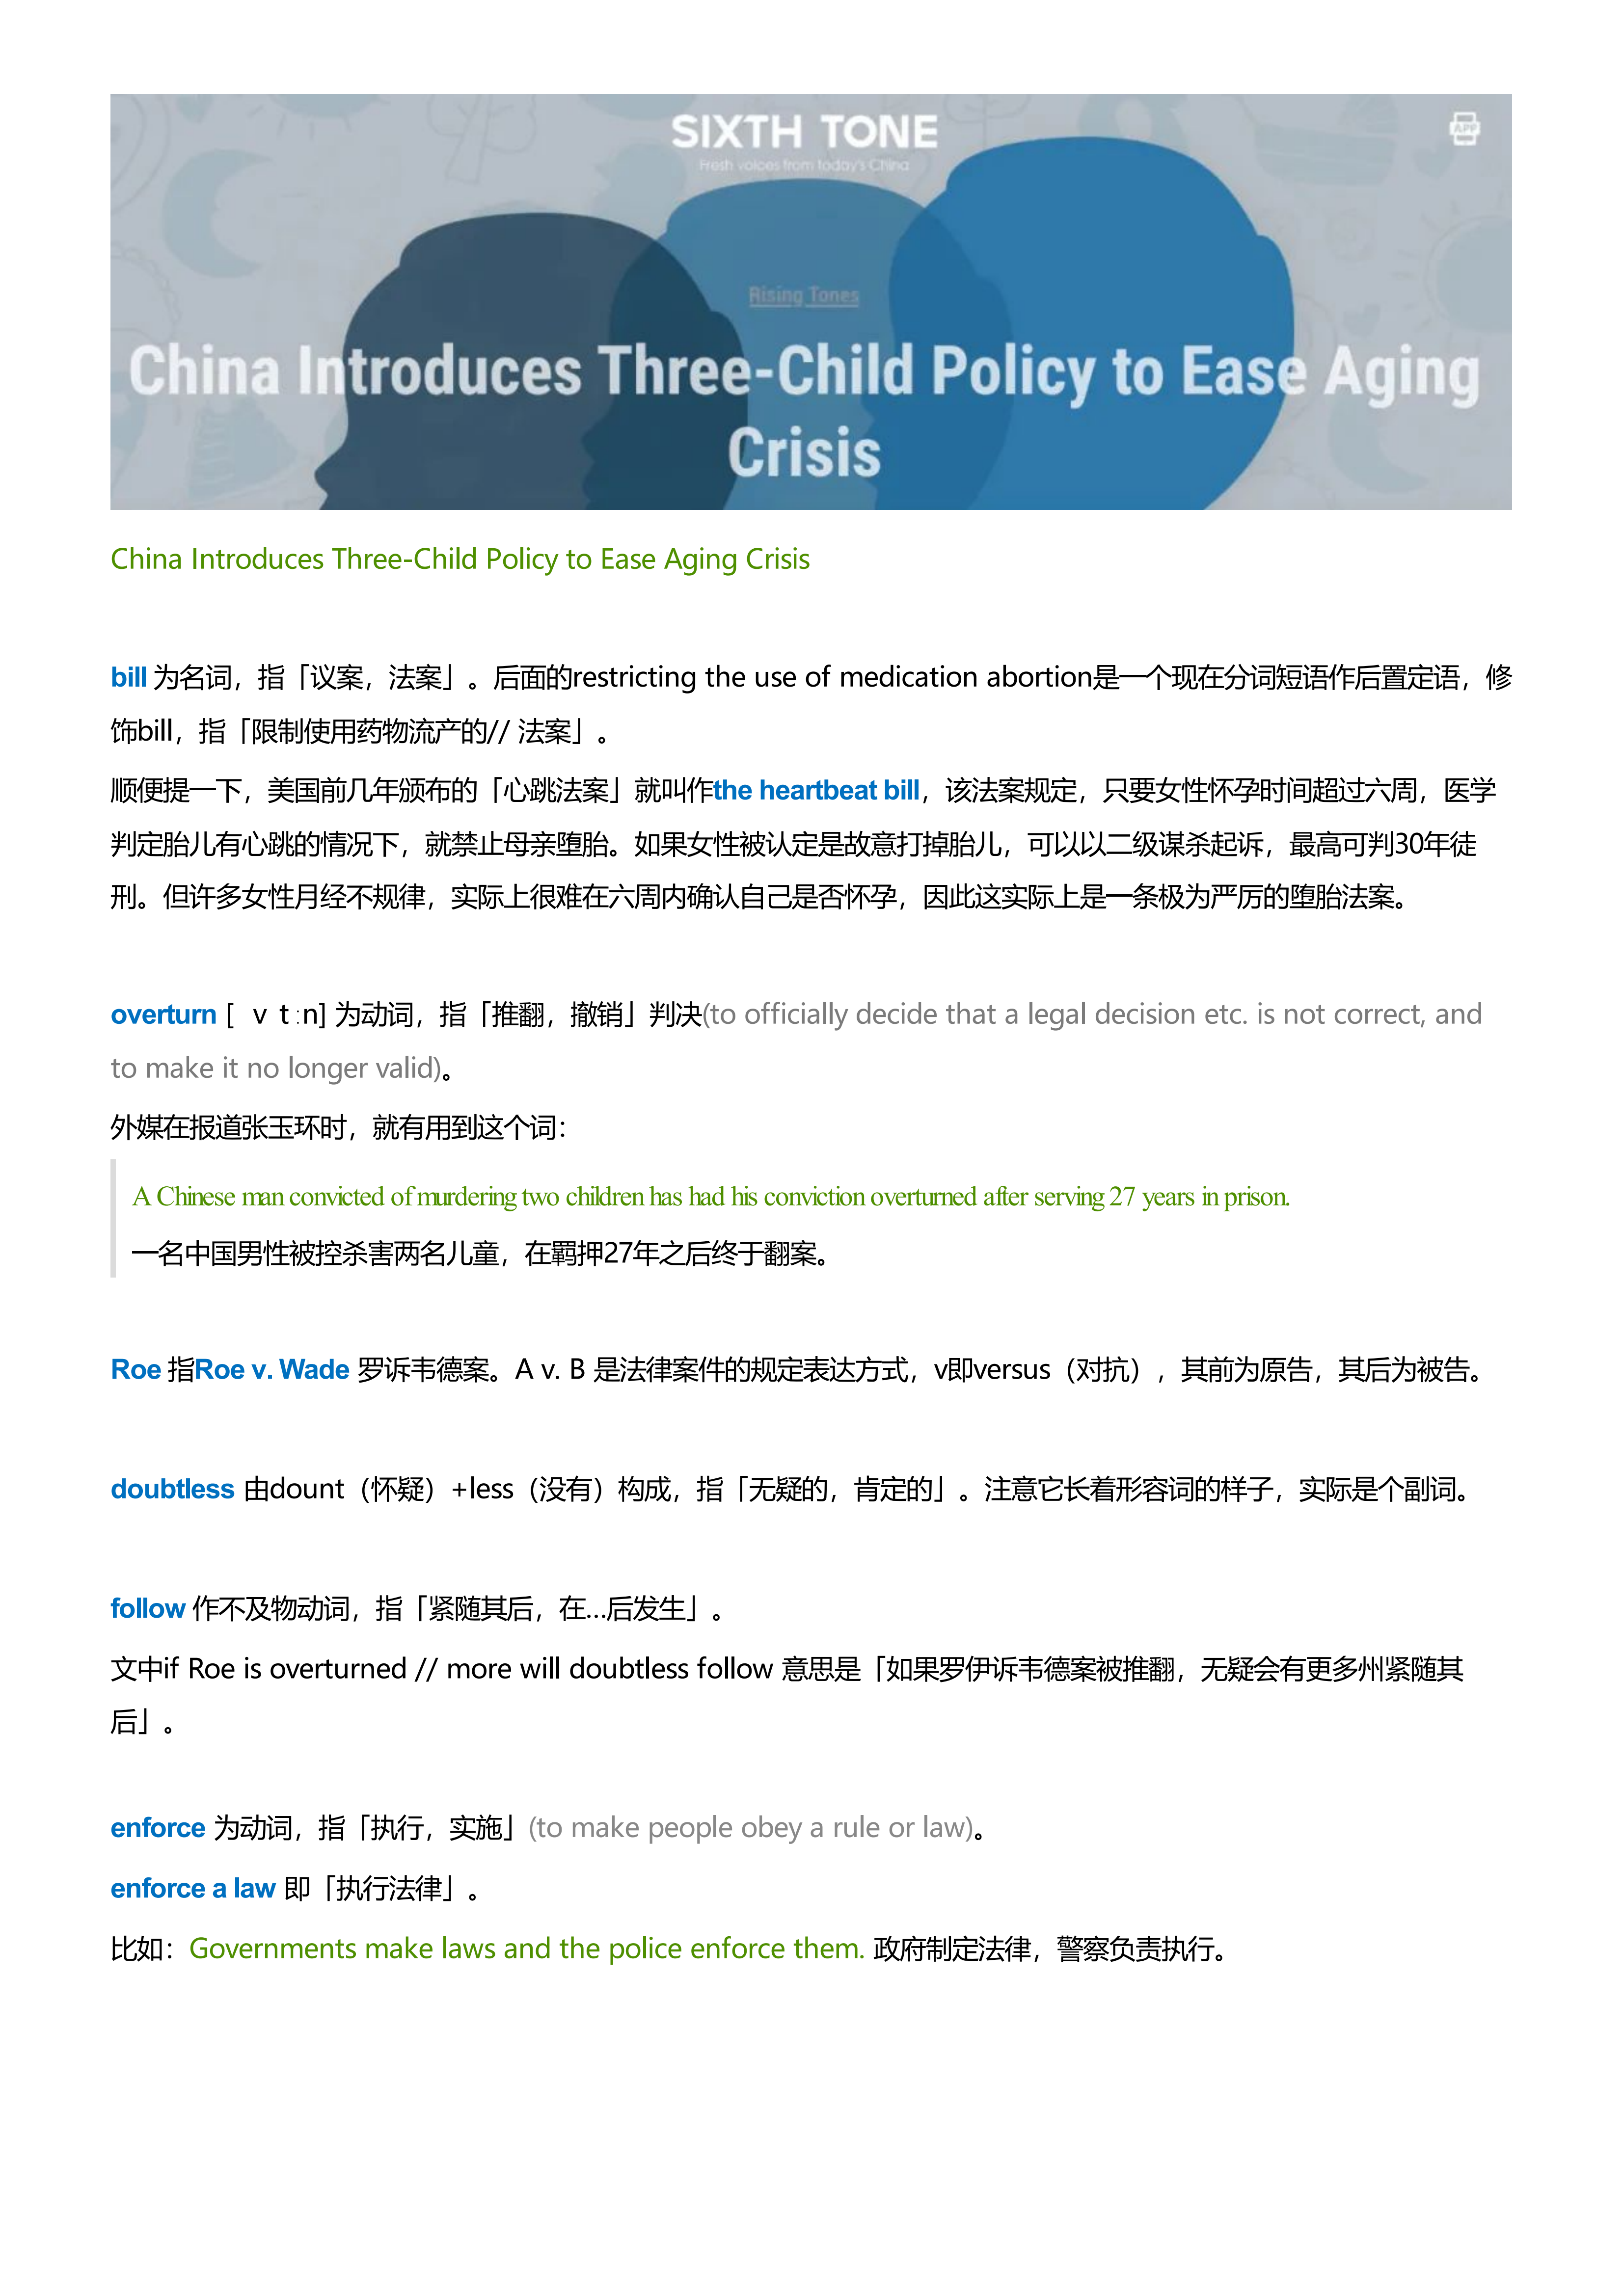 SIXTH TONE
Fresh voices from today's China
APP
Rising Tones
China Introduces Three-Child Policy to Ease Aging
Crisis
China Introduces Three-Child Policy to Ease Aging Crisis
bill 为名词，指「议案，法案」。后面的restricting the use of medication abortion是一个现在分词短语作后置定语，修
饰bill，指「限制使用药物流产的// 法案」。
顺便提一下，美国前几年颁布的「心跳法案」就叫作the heartbeat bill，该法案规定，只要女性怀孕时间超过六周，医学
判定胎儿有心跳的情况下，就禁止母亲堕胎。如果女性被认定是故意打掉胎儿，可以以二级谋杀起诉，最高可判30年徒
刑。但许多女性月经不规律，实际上很难在六周内确认自己是否怀孕，因此这实际上是一条极为严厉的堕胎法案。
overturn [ v t ːn] 为动词，指「推翻，撤销」判决(to officially decide that a legal decision etc. is not correct, and
to make it no longer valid)。
外媒在报道张玉环时，就有用到这个词：
A Chinese man convicted of murdering two children has had his conviction overturned after serving 27 years in prison.
一名中国男性被控杀害两名儿童，在羁押27年之后终于翻案。
Roe 指Roe v. Wade 罗诉韦德案。A v. B 是法律案件的规定表达方式，v即versus（对抗），其前为原告，其后为被告。
doubtless 由dount（怀疑）+less（没有）构成，指「无疑的，肯定的」。注意它长着形容词的样子，实际是个副词。
follow 作不及物动词，指「紧随其后，在...后发生」。
文中if Roe is overturned // more will doubtless follow 意思是「如果罗伊诉韦德案被推翻，无疑会有更多州紧随其
后」。
enforce 为动词，指「执行，实施」(to make people obey a rule or law)。
enforce a law 即「执行法律」。
比如：Governments make laws and the police enforce them. 政府制定法律，警察负责执行。